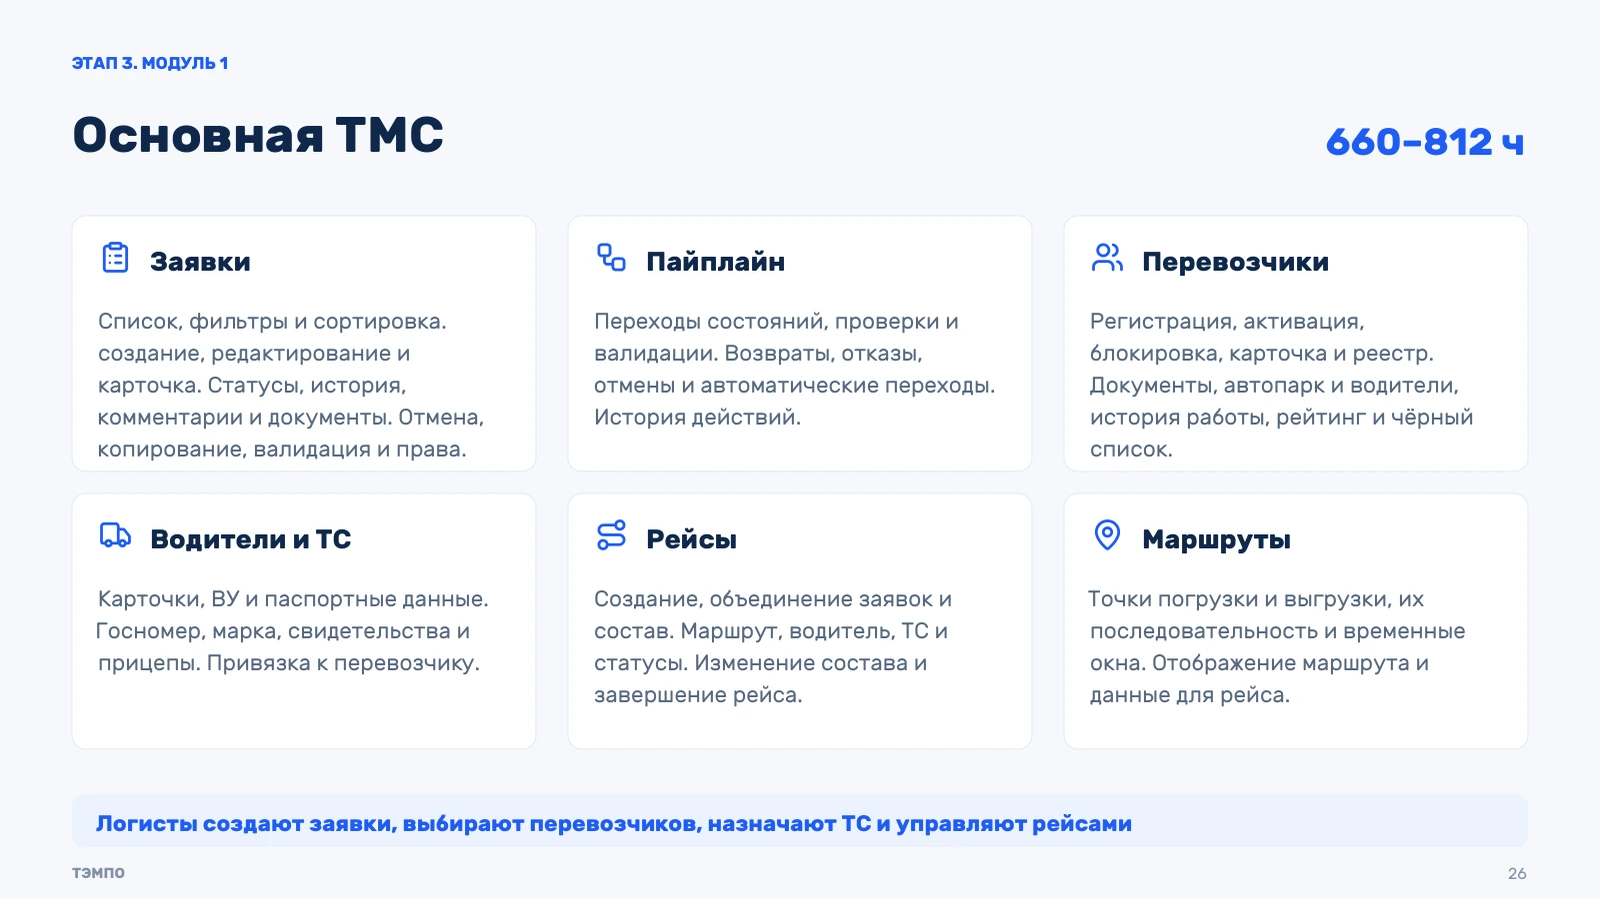 ЭТАП 3. МОДУЛЬ 1
Основная ТМС
660–812 ч
Заявки
Список, фильтры и сортировка.
создание, редактирование и
карточка. Статусы, история,
комментарии и документы. Отмена,
копирование, валидация и права.
Пайплайн
Переходы состояний, проверки и
валидации. Возвраты, отказы,
отмены и автоматические переходы.
История действий.
Перевозчики
Регистрация, активация,
блокировка, карточка и реестр.
Документы, автопарк и водители,
история работы, рейтинг и чёрный
список.
Водители и ТС
Карточки, ВУ и паспортные данные.
Госномер, марка, свидетельства и
прицепы. Привязка к перевозчику.
Рейсы
Создание, объединение заявок и
состав. Маршрут, водитель, ТС и
статусы. Изменение состава и
завершение рейса.
Маршруты
Точки погрузки и выгрузки, их
последовательность и временные
окна. Отображение маршрута и
данные для рейса.
Логисты создают заявки, выбирают перевозчиков, назначают ТС и управляют рейсами
ТЭМПО
26